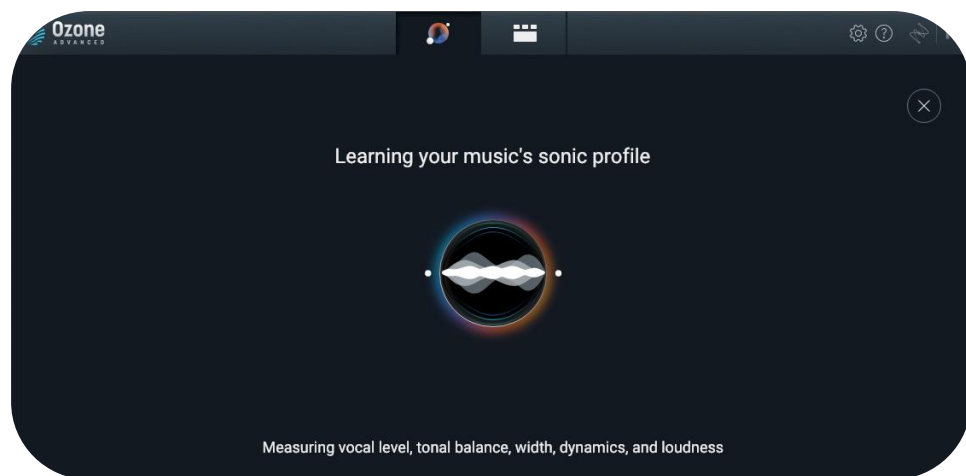 Ozone
ADVANCED
?
Learning your music's sonic profile
Measuring vocal level, tonal balance, width, dynamics, and loudness